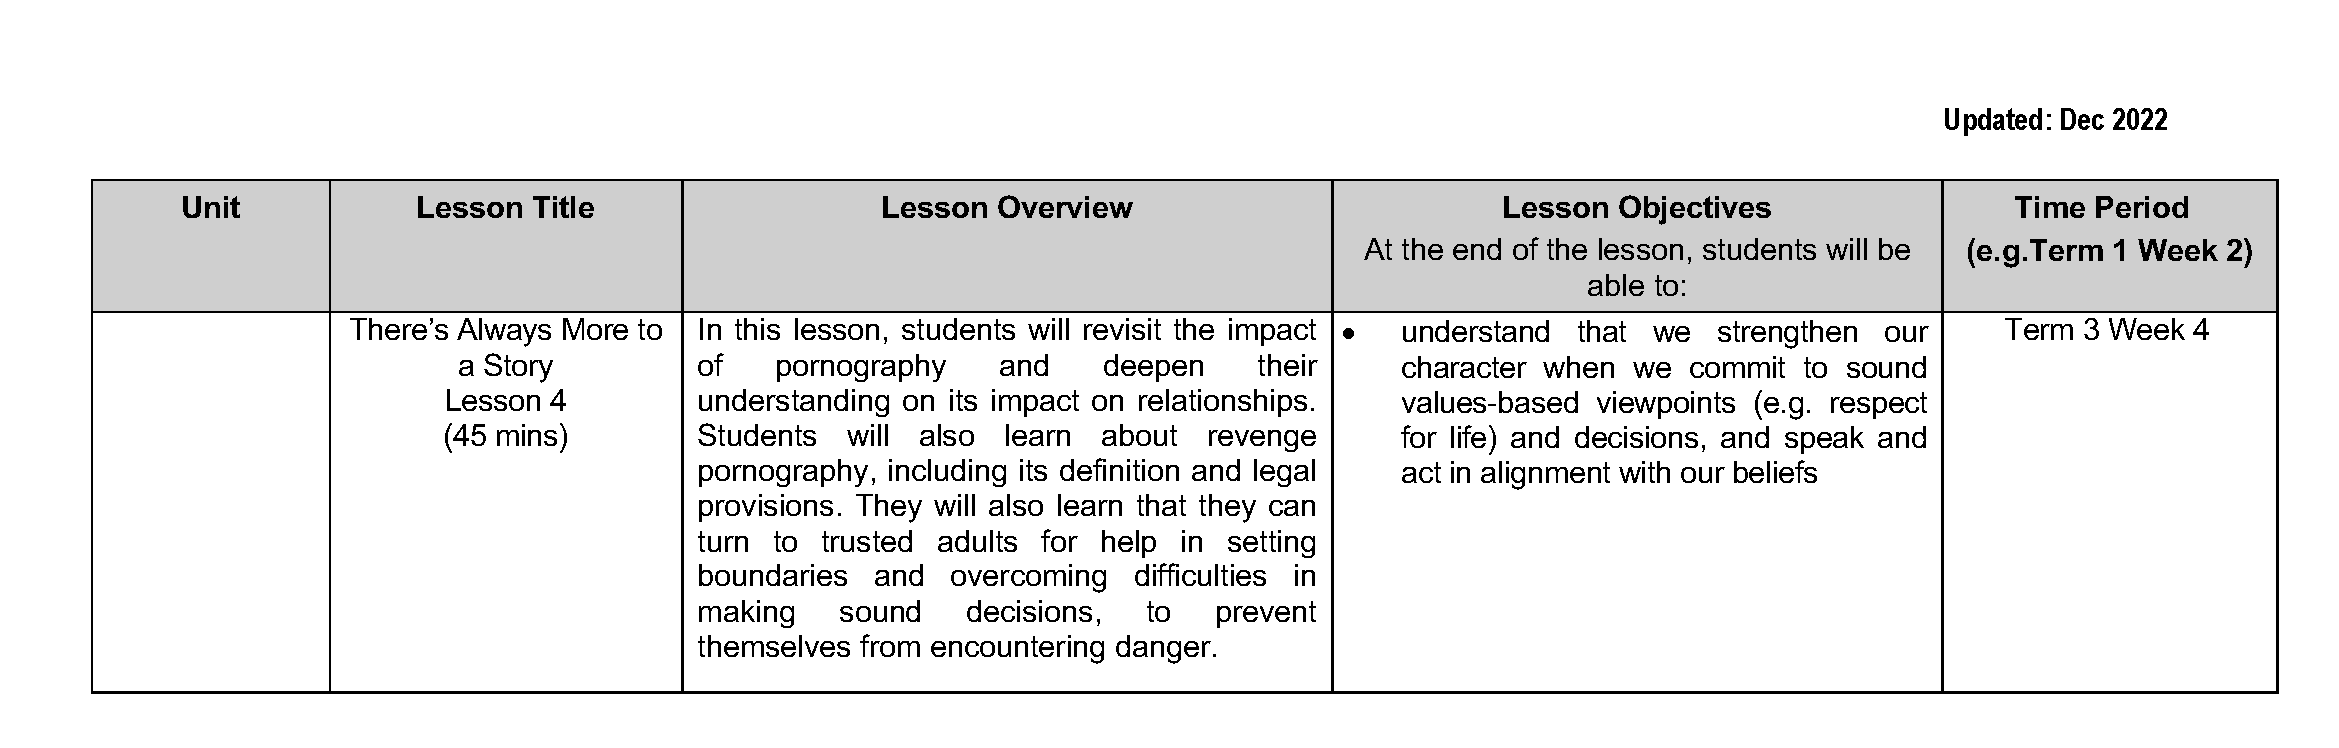 Updated: Dec 2022
Unit
Lesson Title
Lesson Overview
Lesson Objectives
At the end of the lesson, students will be
able to:
Time Period
(e.g.Term 1 Week 2)
There’s Always More to
a Story
Lesson 4
(45 mins)
In this lesson, students will revisit the impact
of pornography and deepen their
understanding on its impact on relationships.
Students will also learn about revenge
pornography, including its definition and legal
provisions. They will also learn that they can
turn to trusted adults for help in setting
boundaries and overcoming difficulties in
making sound decisions, to prevent
themselves from encountering danger.
• understand that we strengthen our
character when we commit to sound
values-based viewpoints (e.g. respect
for life) and decisions, and speak and
act in alignment with our beliefs
Term 3 Week 4